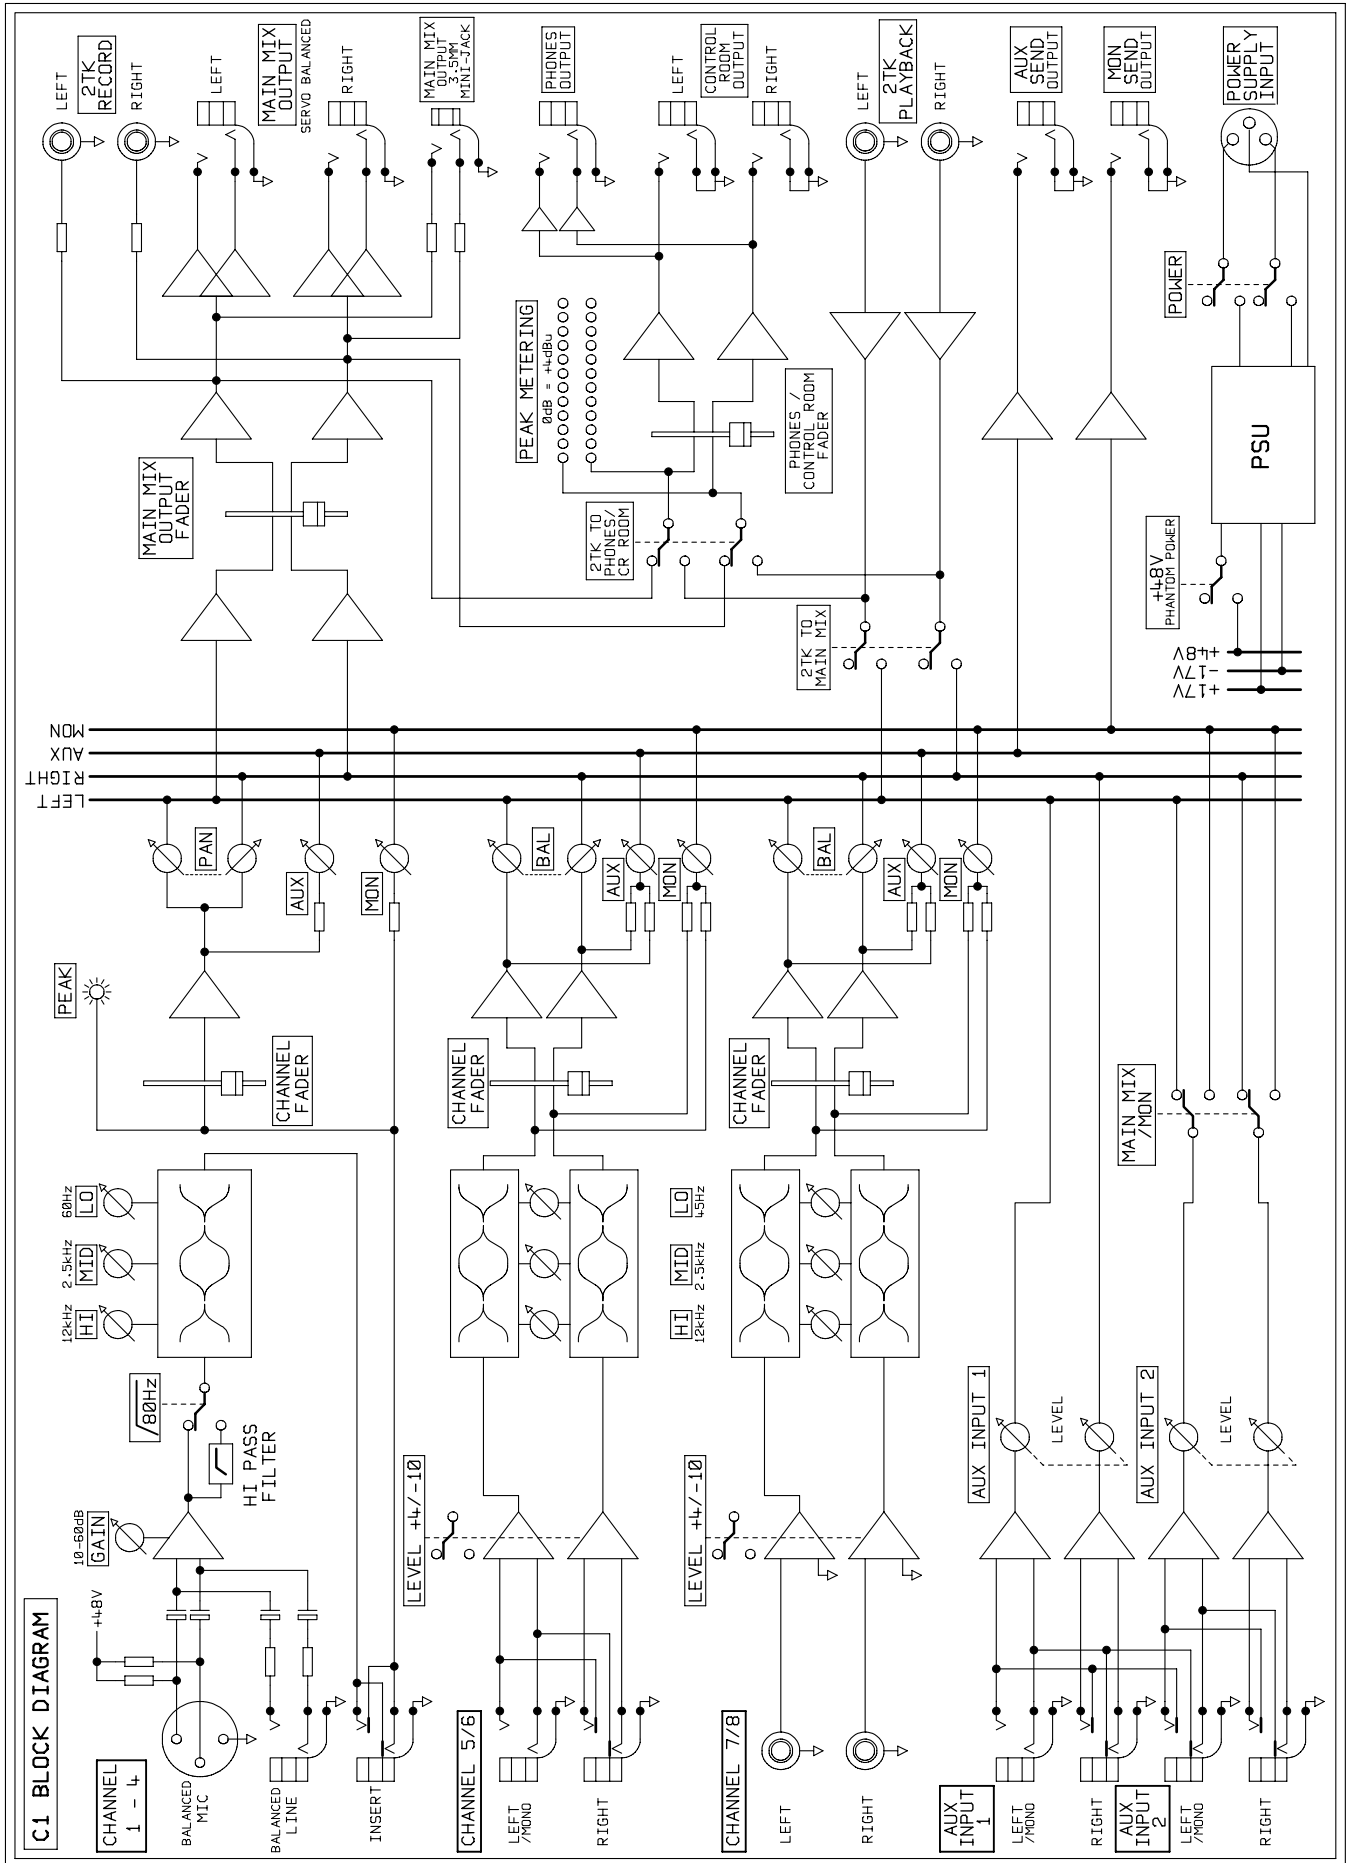 C1 BLOCK DIAGRAM
CHANNEL
1 - 4
BALANCED
MIC
BALANCED
LINE
INSERT
+48V
10-60dB
GAIN
HI PASS
FILTER
/80Hz
12kHz
HI
2.5kHz
MID
60Hz
LO
PEAK
CHANNEL
FADER
PAN
AUX
MON
CHANNEL 5/6
LEFT
/MONO
RIGHT
LEVEL +4/-10
CHANNEL
FADER
BAL
AUX
MON
CHANNEL 7/8
LEFT
RIGHT
LEVEL +4/-10
HI
12kHz
MID
2.5kHz
LO
45Hz
CHANNEL
FADER
BAL
AUX
MON
AUX
INPUT
1
LEFT
/MONO
RIGHT
AUX
INPUT
2
LEFT
/MONO
RIGHT
AUX INPUT 1
LEVEL
AUX INPUT 2
LEVEL
MAIN MIX
/MON
LEFT
RIGHT
AUX
MON
MAIN MIX
OUTPUT
FADER
2TK TO
PHONES/
CR ROOM
2TK TO
MAIN MIX
PEAK METERING
0dB = +4dBu
PHONES /
CONTROL ROOM
FADER
LEFT
2TK
RECORD
RIGHT
LEFT
MAIN MIX
OUTPUT
SERVO BALANCED
RIGHT
MAIN MIX
OUTPUT
3.5MM
MINI-JACK
PHONES
OUTPUT
LEFT
CONTROL
ROOM
OUTPUT
RIGHT
LEFT
2TK
PLAYBACK
RIGHT
AUX
SEND
OUTPUT
MON
SEND
OUTPUT
POWER
SUPPLY
INPUT
POWER
PSU
+48V
PHANTOM POWER
+48V
-17V
+17V